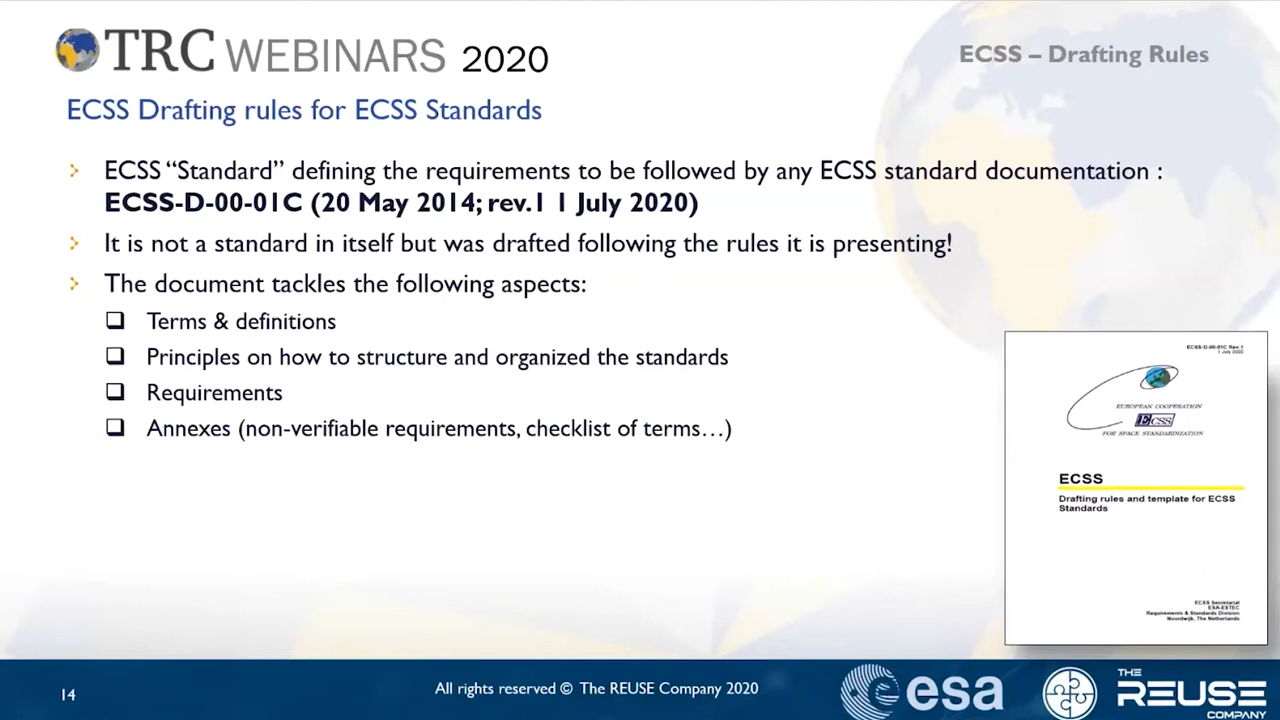 TRC WEBINARS 2020
ECSS – Drafting Rules
ECSS Drafting rules for ECSS Standards
ECSS “Standard” defining the requirements to be followed by any ECSS standard documentation :
ECSS-D-00-01C (20 May 2014; rev.1 1 July 2020)
It is not a standard in itself but was drafted following the rules it is presenting!
The document tackles the following aspects:
Terms & definitions
Principles on how to structure and organized the standards
Requirements
Annexes (non-verifiable requirements, checklist of terms…)
ECSS-D-00-01C Rev.1
1 July 2020
EUROPEAN COOPERATION
ECSS
FOR SPACE STANDARDIZATION
ECSS
Drafting rules and template for ECSS
Standards
ECSS Secretariat
ESA-ESTEC
Requirements & Standards Division
Noordwijk, The Netherlands
14
All rights reserved © The REUSE Company 2020
esa
THE
REUSE
COMPANY